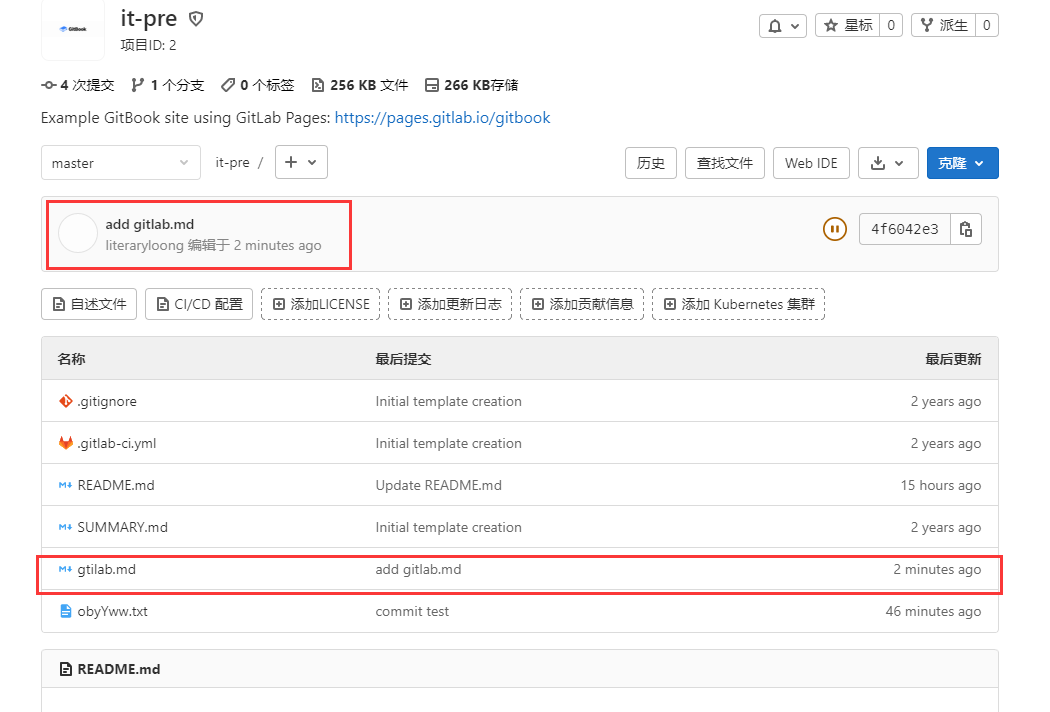 GitBook
it-pre
项目ID: 2
星标 0
派生 0
4 次提交 1 个分支 0 个标签 256 KB 文件 266 KB存储
Example GitBook site using GitLab Pages: https://pages.gitlab.io/gitbook
master it-pre / 历史 查找文件 Web IDE 克隆
add gitlab.md
literaryloong 编辑于 2 minutes ago
4f6042e3
自述文件 CI/CD 配置 添加LICENSE 添加更新日志 添加贡献信息 添加 Kubernetes 集群
名称 最后提交 最后更新
.gitignore Initial template creation 2 years ago
.gitlab-ci.yml Initial template creation 2 years ago
README.md Update README.md 15 hours ago
SUMMARY.md Initial template creation 2 years ago
gtilab.md add gitlab.md 2 minutes ago
obyYww.txt commit test 46 minutes ago
README.md